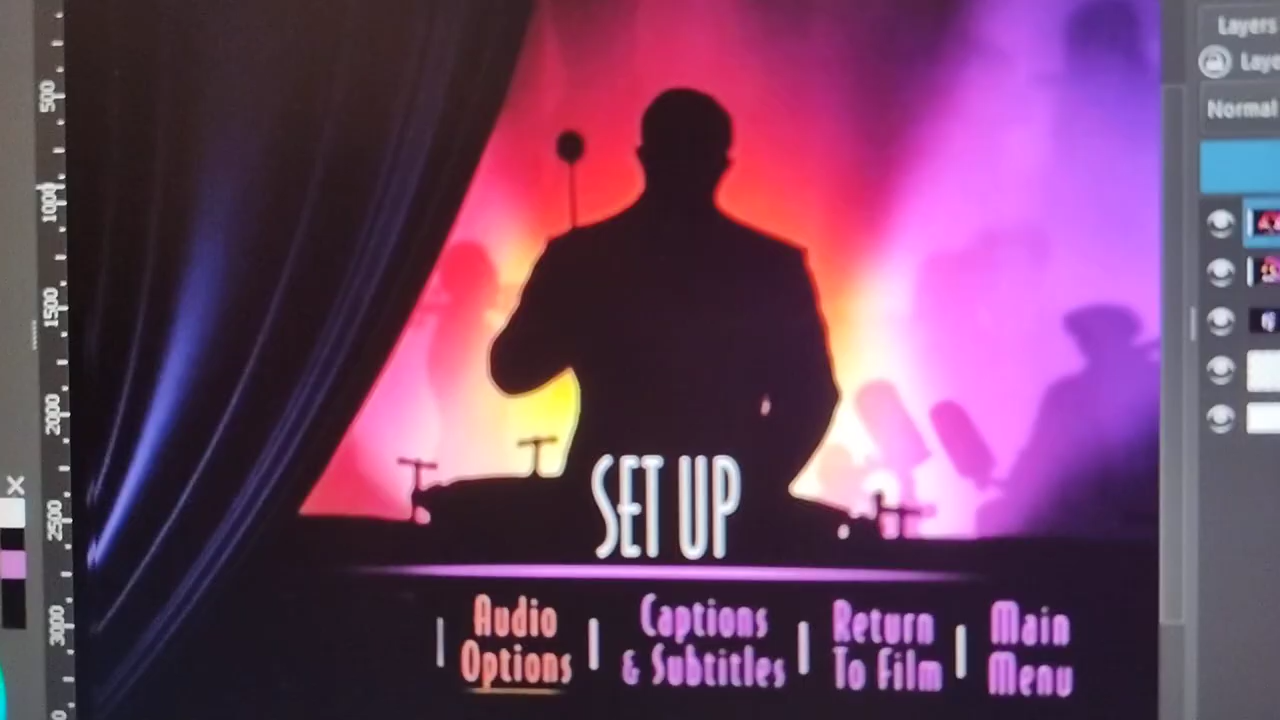 Layers
Laye
Normal
500
1000
1500
2000
2500
3000
SET UP
Audio Options
Captions & Subtitles
Return To Film
Main Menu